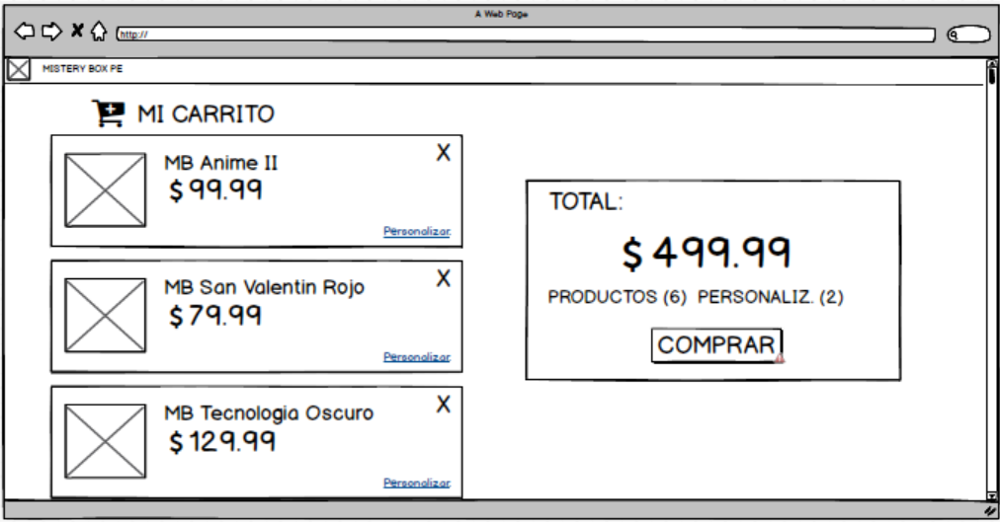 A Web Page
http://
MISTERY BOX PE
MI CARRITO
MB Anime II
X
$ 99.99
Personalizar
MB San Valentin Rojo
X
$ 79.99
Personalizar
MB Tecnologia Oscuro
X
$ 129.99
Personalizar
TOTAL:
$ 499.99
PRODUCTOS (6) PERSONALIZ. (2)
COMPRAR